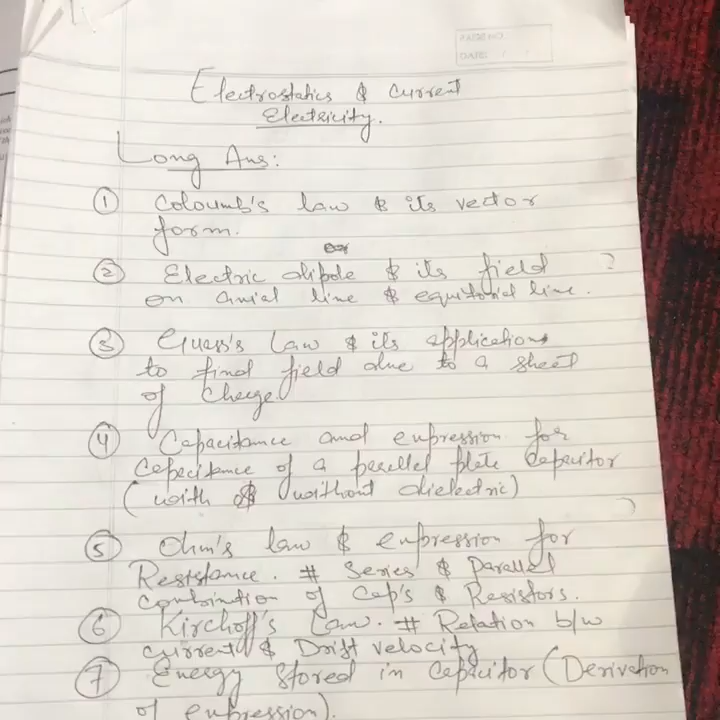 PAGE NO.
DATE: / /
Electrostatics & Current
Electricity.
Long Ans:
① Coloumb's law & its vector
form.
② Electric dipole & its field ?
on axial line & equitorial line.
③ Guass's Law & its applications
to find field due to a sheet
of Charge
④ Capacitance and expression for
Capacitance of a parallel plate Capacitor
(with & without dielectric)
⑤ Ohm's law & expression for
Resistance. # Series & Parallel
Combination of Cap's & Resistors.
⑥ Kirchoff's Law. # Relation b/w
Current & Drift velocity
⑦ Energy Stored in Capacitor (Derivation
of expression).